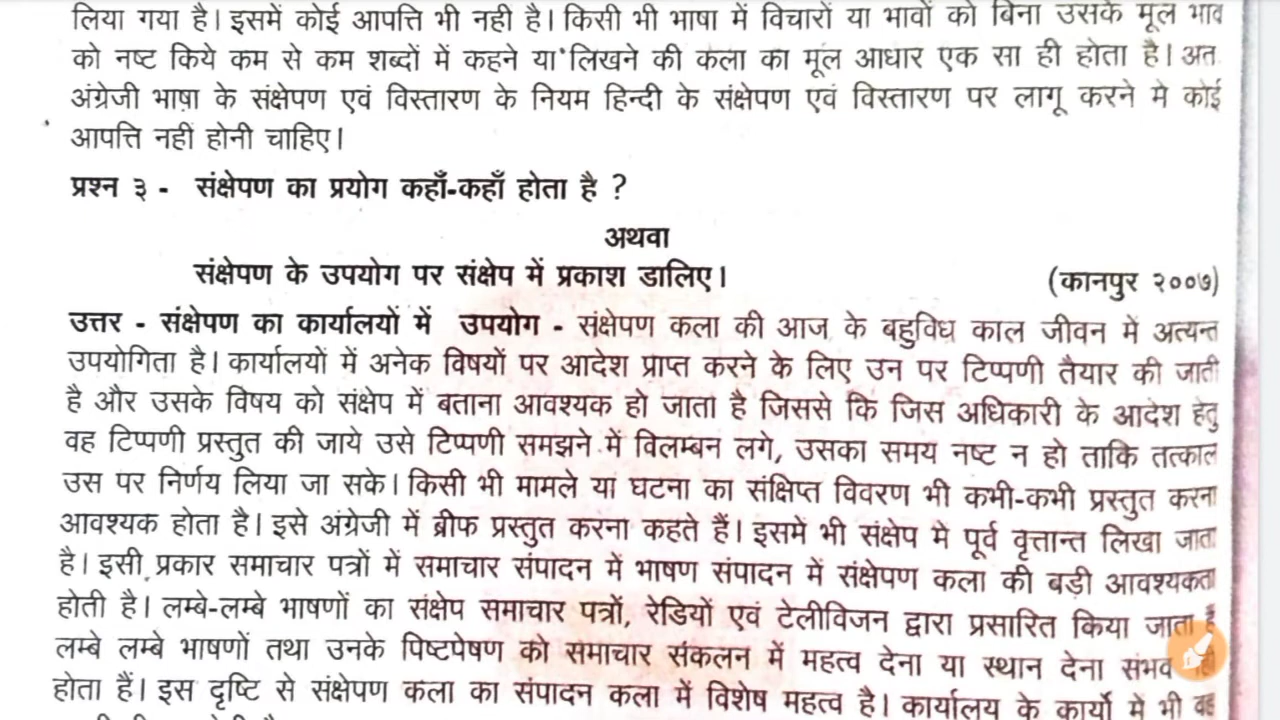 लिया गया है। इसमें कोई आपत्ति भी नही है। किसी भी भाषा में विचारों या भावों को बिना उसके मूल भाव
को नष्ट किये कम से कम शब्दों में कहने या लिखने की कला का मूल आधार एक सा ही होता है। अत
अंग्रेजी भाषा के संक्षेपण एवं विस्तारण के नियम हिन्दी के संक्षेपण एवं विस्तारण पर लागू करने मे कोई
आपत्ति नहीं होनी चाहिए।
प्रश्न ३ - संक्षेपण का प्रयोग कहाँ-कहाँ होता है ?
अथवा
संक्षेपण के उपयोग पर संक्षेप में प्रकाश डालिए। (कानपुर २००७)
उत्तर - संक्षेपण का कार्यालयों में उपयोग - संक्षेपण कला की आज के बहुविध काल जीवन में अत्यन्त
उपयोगिता है। कार्यालयों में अनेक विषयों पर आदेश प्राप्त करने के लिए उन पर टिप्पणी तैयार की जाती
है और उसके विषय को संक्षेप में बताना आवश्यक हो जाता है जिससे कि जिस अधिकारी के आदेश हेतु
वह टिप्पणी प्रस्तुत की जाये उसे टिप्पणी समझने में विलम्बन लगे, उसका समय नष्ट न हो ताकि तत्काल
उस पर निर्णय लिया जा सके। किसी भी मामले या घटना का संक्षिप्त विवरण भी कभी-कभी प्रस्तुत करना
आवश्यक होता है। इसे अंग्रेजी में ब्रीफ प्रस्तुत करना कहते हैं। इसमें भी संक्षेप मे पूर्व वृत्तान्त लिखा जाता
है। इसी प्रकार समाचार पत्रों में समाचार संपादन में भाषण संपादन में संक्षेपण कला की बड़ी आवश्यकता
होती है। लम्बे-लम्बे भाषणों का संक्षेप समाचार पत्रों, रेडियों एवं टेलीविजन द्वारा प्रसारित किया जाता है
लम्बे लम्बे भाषणों तथा उनके पिष्टपेषण को समाचार संकलन में महत्व देना या स्थान देना संभव
होता हैं। इस दृष्टि से संक्षेपण कला का संपादन कला में विशेष महत्व है। कार्यालय के कार्यो में भी वह